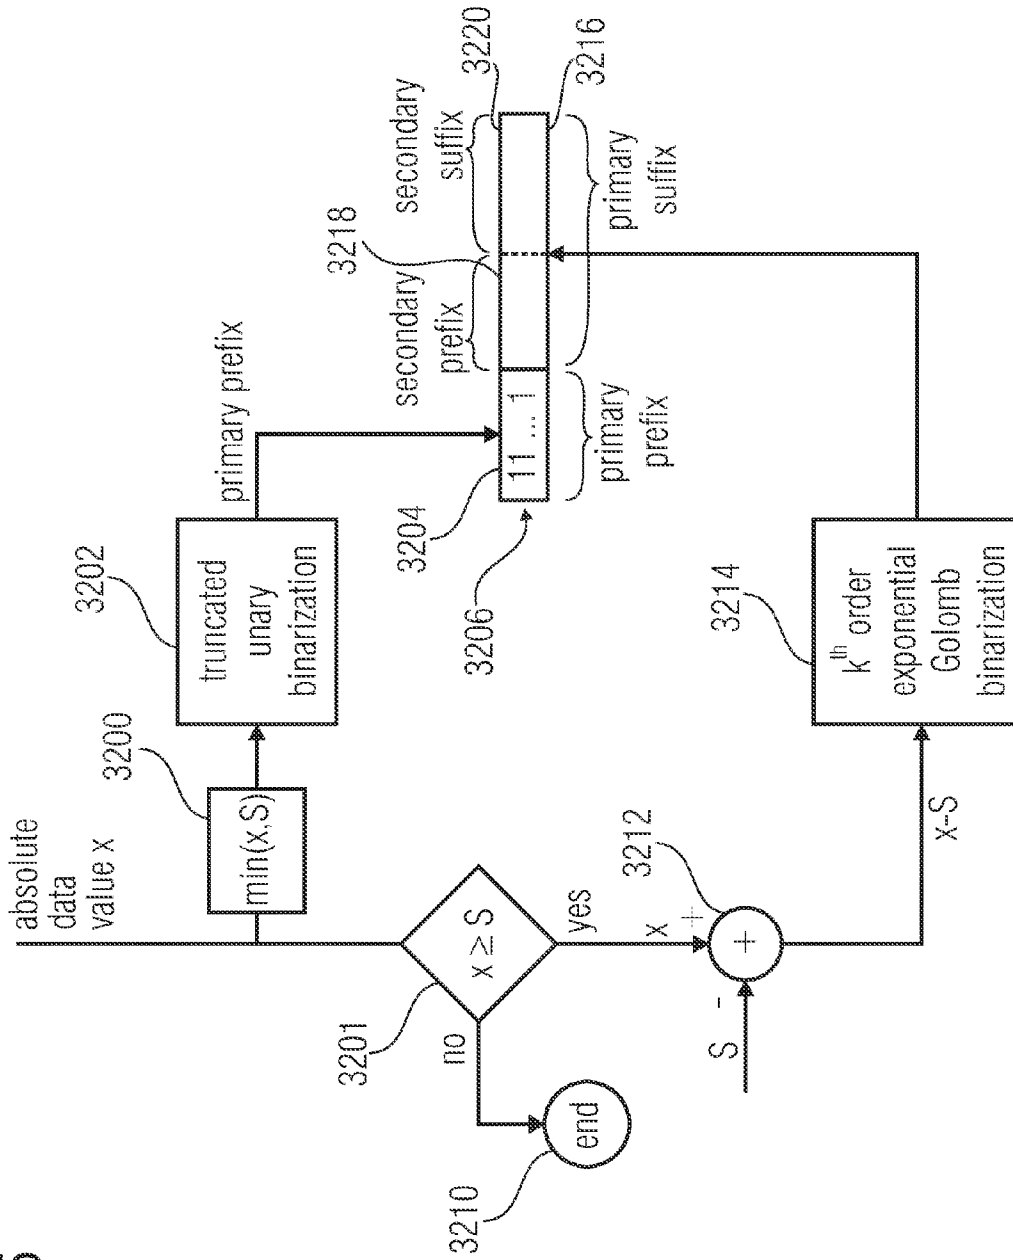 absolute
data
value x
3200
min(x,S)
3202
truncated
unary
binarization
primary prefix
3201
x ≥ S
no
yes
3210
end
S
-
x
+
3212
+
x-S
3214
kth order
exponential
Golomb
binarization
3204
3206
11 ... 1
secondary
prefix
3218
secondary
suffix
3220
3216
primary
prefix
primary
suffix